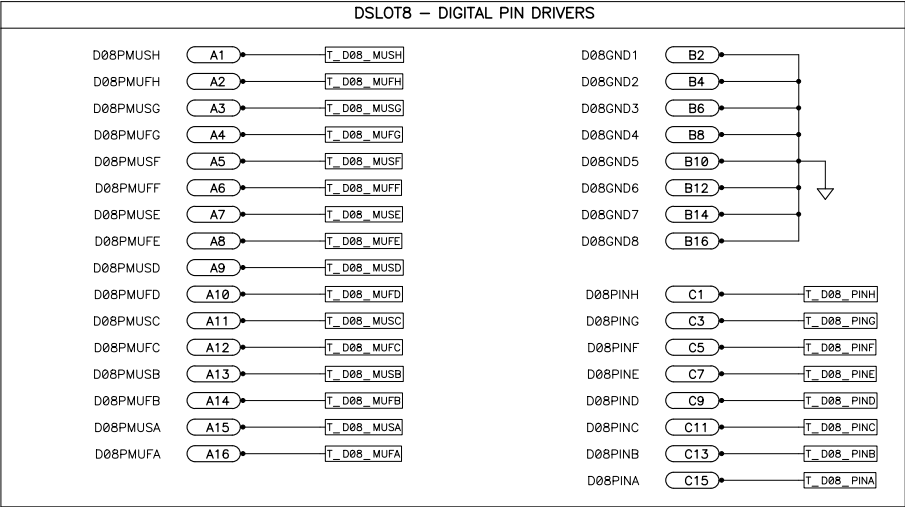 DSLOT8 – DIGITAL PIN DRIVERS
D08PMUSH A1 T_D08_MUSH
D08PMUFH A2 T_D08_MUFH
D08PMUSG A3 T_D08_MUSG
D08PMUFG A4 T_D08_MUFG
D08PMUSF A5 T_D08_MUSF
D08PMUFF A6 T_D08_MUFF
D08PMUSE A7 T_D08_MUSE
D08PMUFE A8 T_D08_MUFE
D08PMUSD A9 T_D08_MUSD
D08PMUFD A10 T_D08_MUFD
D08PMUSC A11 T_D08_MUSC
D08PMUFC A12 T_D08_MUFC
D08PMUSB A13 T_D08_MUSB
D08PMUFB A14 T_D08_MUFB
D08PMUSA A15 T_D08_MUSA
D08PMUFA A16 T_D08_MUFA
D08GND1 B2
D08GND2 B4
D08GND3 B6
D08GND4 B8
D08GND5 B10
D08GND6 B12
D08GND7 B14
D08GND8 B16
D08PINH C1 T_D08_PINH
D08PING C3 T_D08_PING
D08PINF C5 T_D08_PINF
D08PINE C7 T_D08_PINE
D08PIND C9 T_D08_PIND
D08PINC C11 T_D08_PINC
D08PINB C13 T_D08_PINB
D08PINA C15 T_D08_PINA